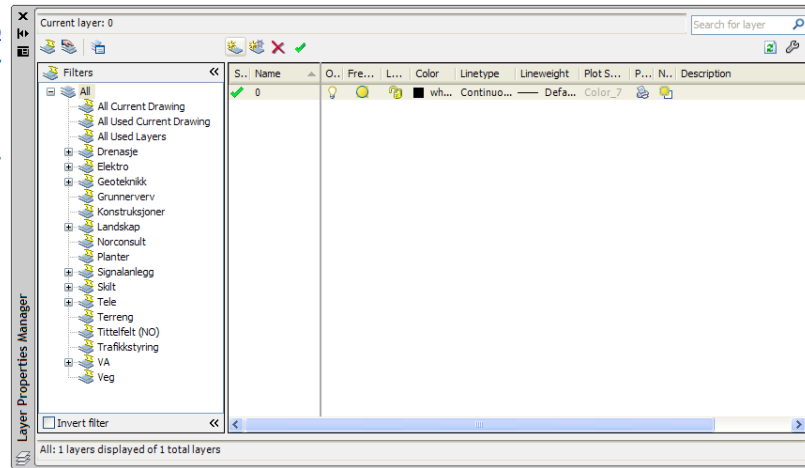 Current layer: 0
Search for layer
Filters
S.. Name O.. Fre... L... Color Linetype Lineweight Plot S... P... N.. Description
All
0 wh... Continuo... Defa... Color_7
All Current Drawing
All Used Current Drawing
All Used Layers
Drenasje
Elektro
Geoteknikk
Grunnerverv
Konstruksjoner
Landskap
Norconsult
Planter
Signalanlegg
Skilt
Tele
Terreng
Tittelfelt (NO)
Trafikkstyring
VA
Veg
Invert filter
All: 1 layers displayed of 1 total layers
Layer Properties Manager